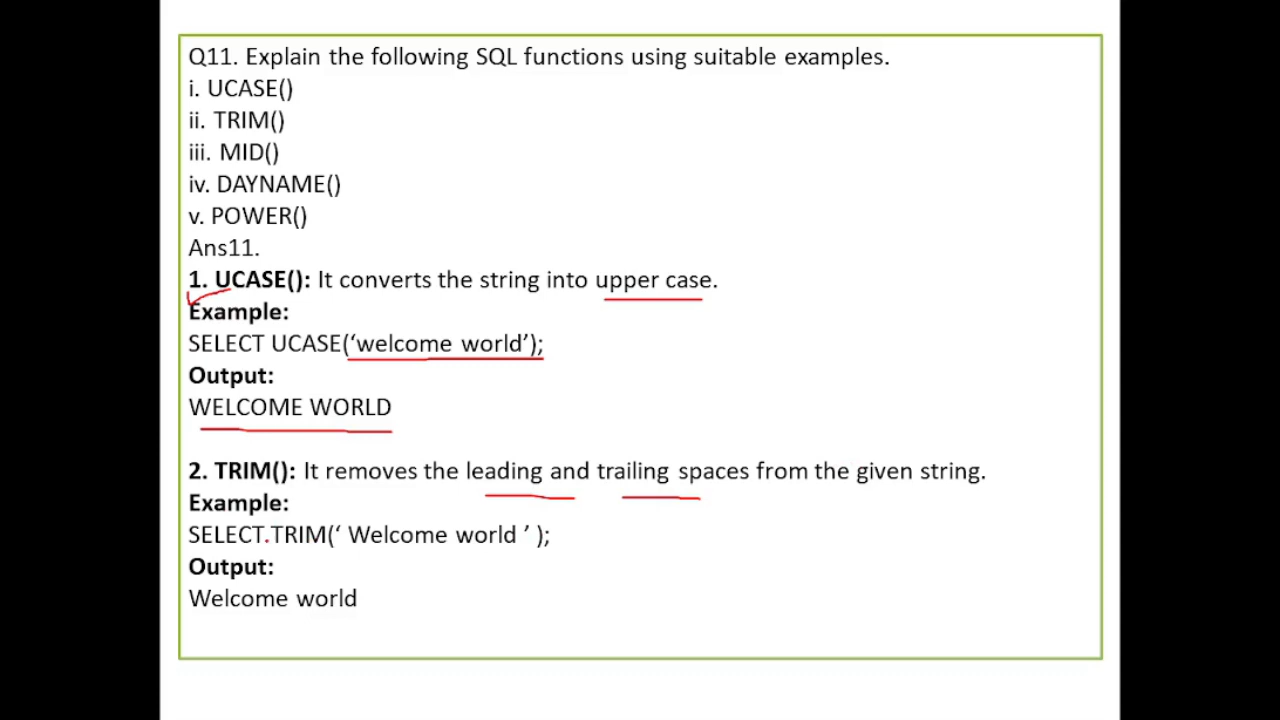 Q11. Explain the following SQL functions using suitable examples.
i. UCASE()
ii. TRIM()
iii. MID()
iv. DAYNAME()
v. POWER()
Ans11.
1. UCASE(): It converts the string into upper case.
Example:
SELECT UCASE(‘welcome world’);
Output:
WELCOME WORLD
2. TRIM(): It removes the leading and trailing spaces from the given string.
Example:
SELECT TRIM(‘ Welcome world ’ );
Output:
Welcome world